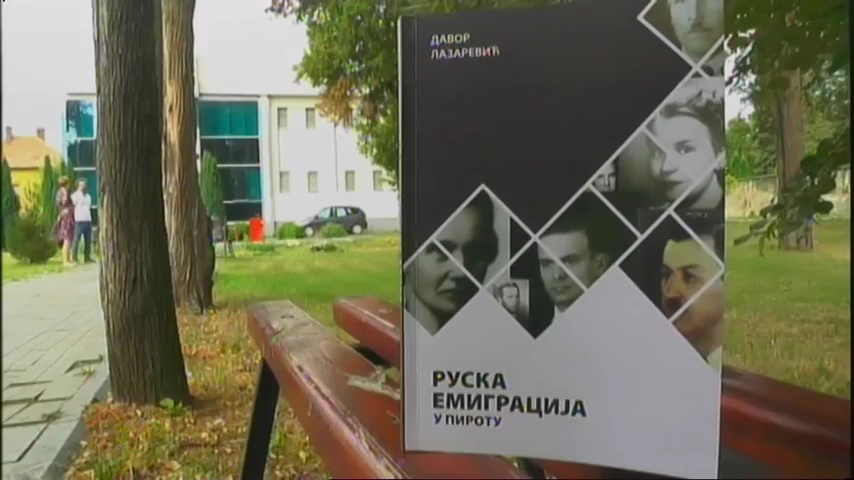 ДАВОР
ЛАЗАРЕВИЋ
РУСКА
ЕМИГРАЦИЈА
У ПИРОТУ